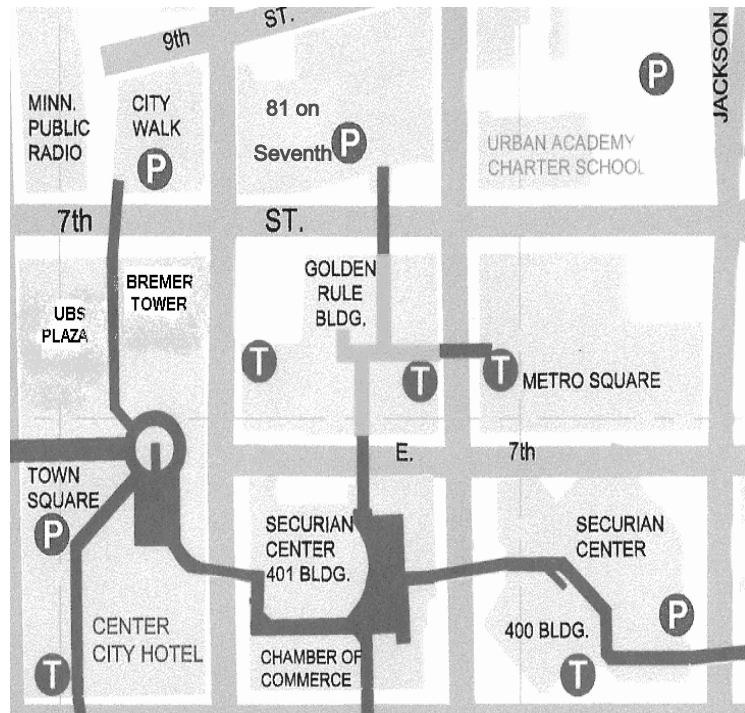 9th
ST.
JACKSON
MINN.
PUBLIC
RADIO
CITY
WALK
P
81 on
Seventh
P
P
URBAN ACADEMY
CHARTER SCHOOL
7th
ST.
UBS
PLAZA
BREMER
TOWER
GOLDEN
RULE
BLDG.
T
T
T
METRO SQUARE
E.
7th
TOWN
SQUARE
P
SECURIAN
CENTER
401 BLDG.
SECURIAN
CENTER
P
400 BLDG.
T
CENTER
CITY HOTEL
T
CHAMBER OF
COMMERCE